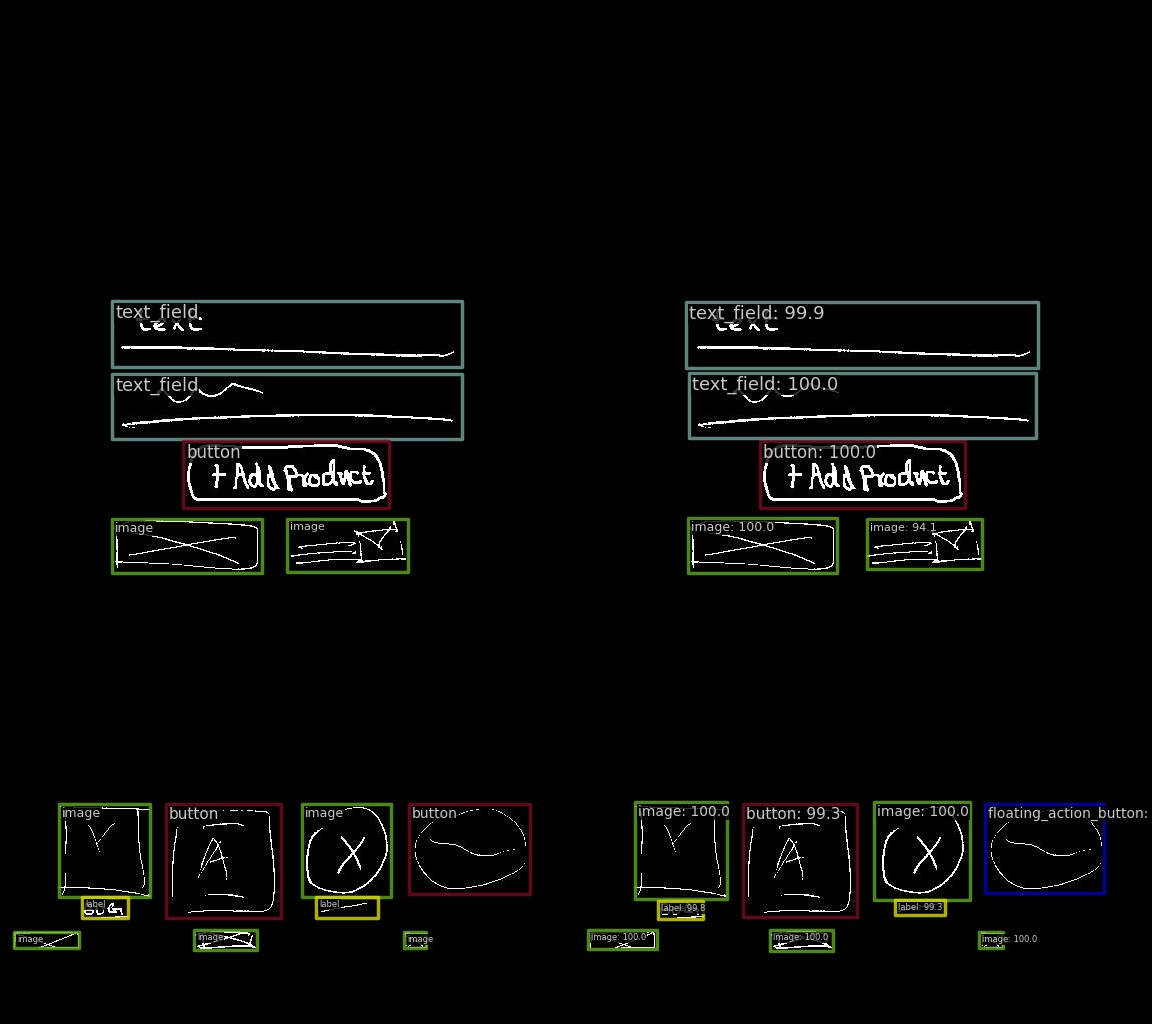 text_field text_field: 99.9
text text
text_field text_field: 100.0
button button: 100.0
+ Add Product + Add Product
image image image: 100.0 image: 94.1
image button image button image: 100.0 button: 99.3 image: 100.0 floating_action_button:
A X A X
label label label: 99.8 label: 99.3
image image image image: 100.0 image: 100.0 image: 100.0